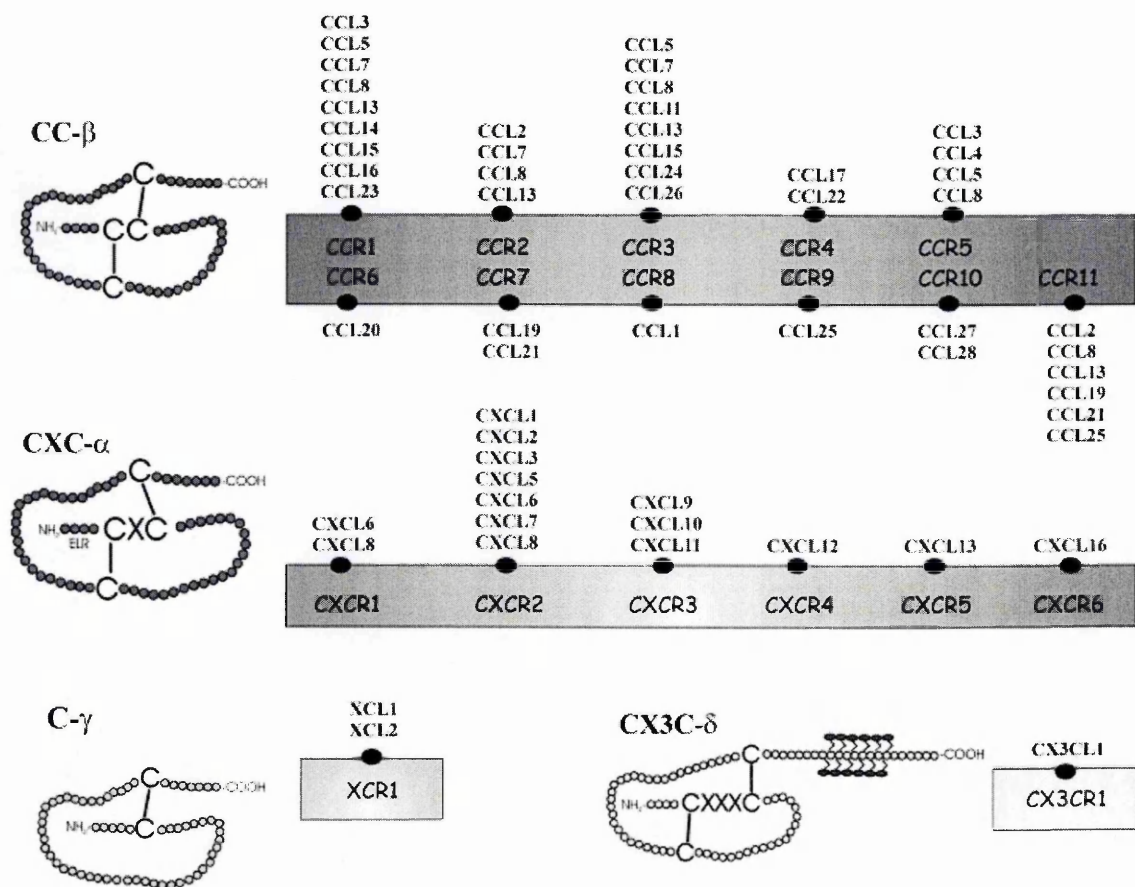 CC-β
C
COOH
NH2
CC
C
CCL3
CCL5
CCL7
CCL8
CCL13
CCL14
CCL15
CCL16
CCL23
CCL2
CCL7
CCL8
CCL13
CCL5
CCL7
CCL8
CCL11
CCL13
CCL15
CCL24
CCL26
CCL17
CCL22
CCL3
CCL4
CCL5
CCL8
CCR1 CCR2 CCR3 CCR4 CCR5
CCR6 CCR7 CCR8 CCR9 CCR10 CCR11
CCL20
CCL19
CCL21
CCL1
CCL25
CCL27
CCL28
CCL2
CCL8
CCL13
CCL19
CCL21
CCL25
CXC-α
C
COOH
NH2
CXC
ELR
C
CXCL6
CXCL8
CXCL1
CXCL2
CXCL3
CXCL5
CXCL6
CXCL7
CXCL8
CXCL9
CXCL10
CXCL11
CXCL12
CXCL13
CXCL16
CXCR1 CXCR2 CXCR3 CXCR4 CXCR5 CXCR6
C-γ
C
COOH
NH2
C
XCL1
XCL2
XCR1
CX3C-δ
C
COOH
NH2
CXXXC
C
CX3CL1
CX3CR1